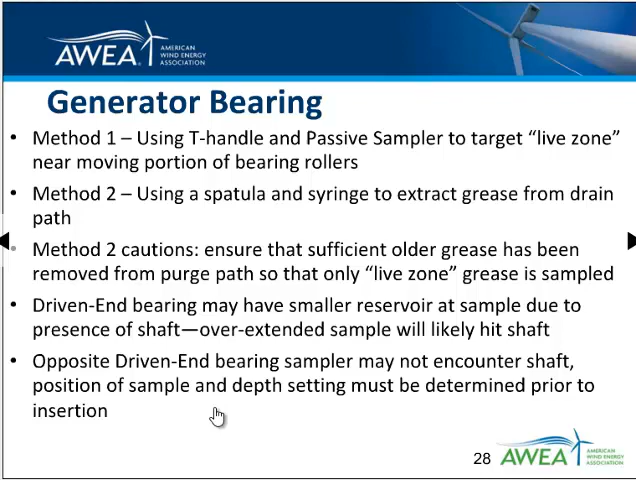 AWEA® AMERICAN
WIND ENERGY
ASSOCIATION
Generator Bearing
• Method 1 – Using T-handle and Passive Sampler to target “live zone”
near moving portion of bearing rollers
• Method 2 – Using a spatula and syringe to extract grease from drain
path
• Method 2 cautions: ensure that sufficient older grease has been
removed from purge path so that only “live zone” grease is sampled
• Driven-End bearing may have smaller reservoir at sample due to
presence of shaft—over-extended sample will likely hit shaft
• Opposite Driven-End bearing sampler may not encounter shaft,
position of sample and depth setting must be determined prior to
insertion
28
AWEA AMERICAN
WIND ENERGY
ASSOCIATION